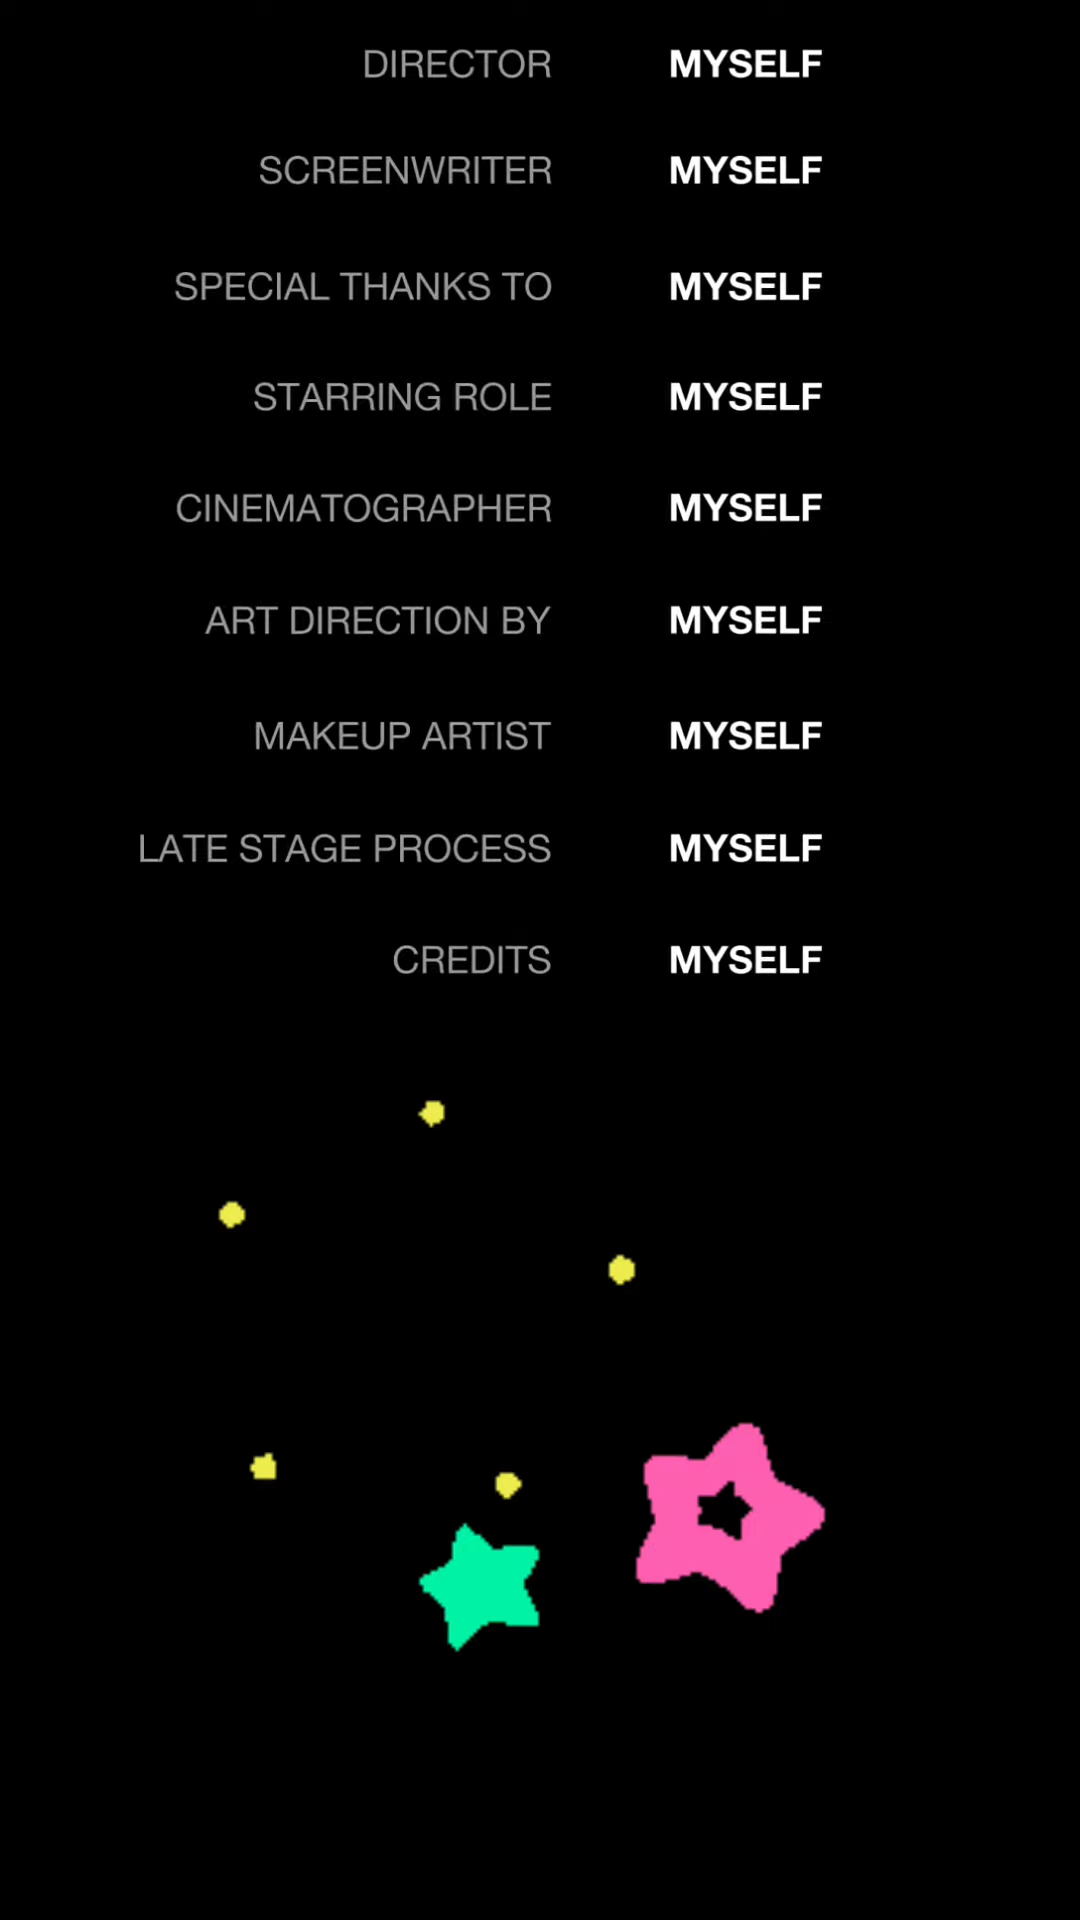 DIRECTOR MYSELF
SCREENWRITER MYSELF
SPECIAL THANKS TO MYSELF
STARRING ROLE MYSELF
CINEMATOGRAPHER MYSELF
ART DIRECTION BY MYSELF
MAKEUP ARTIST MYSELF
LATE STAGE PROCESS MYSELF
CREDITS MYSELF